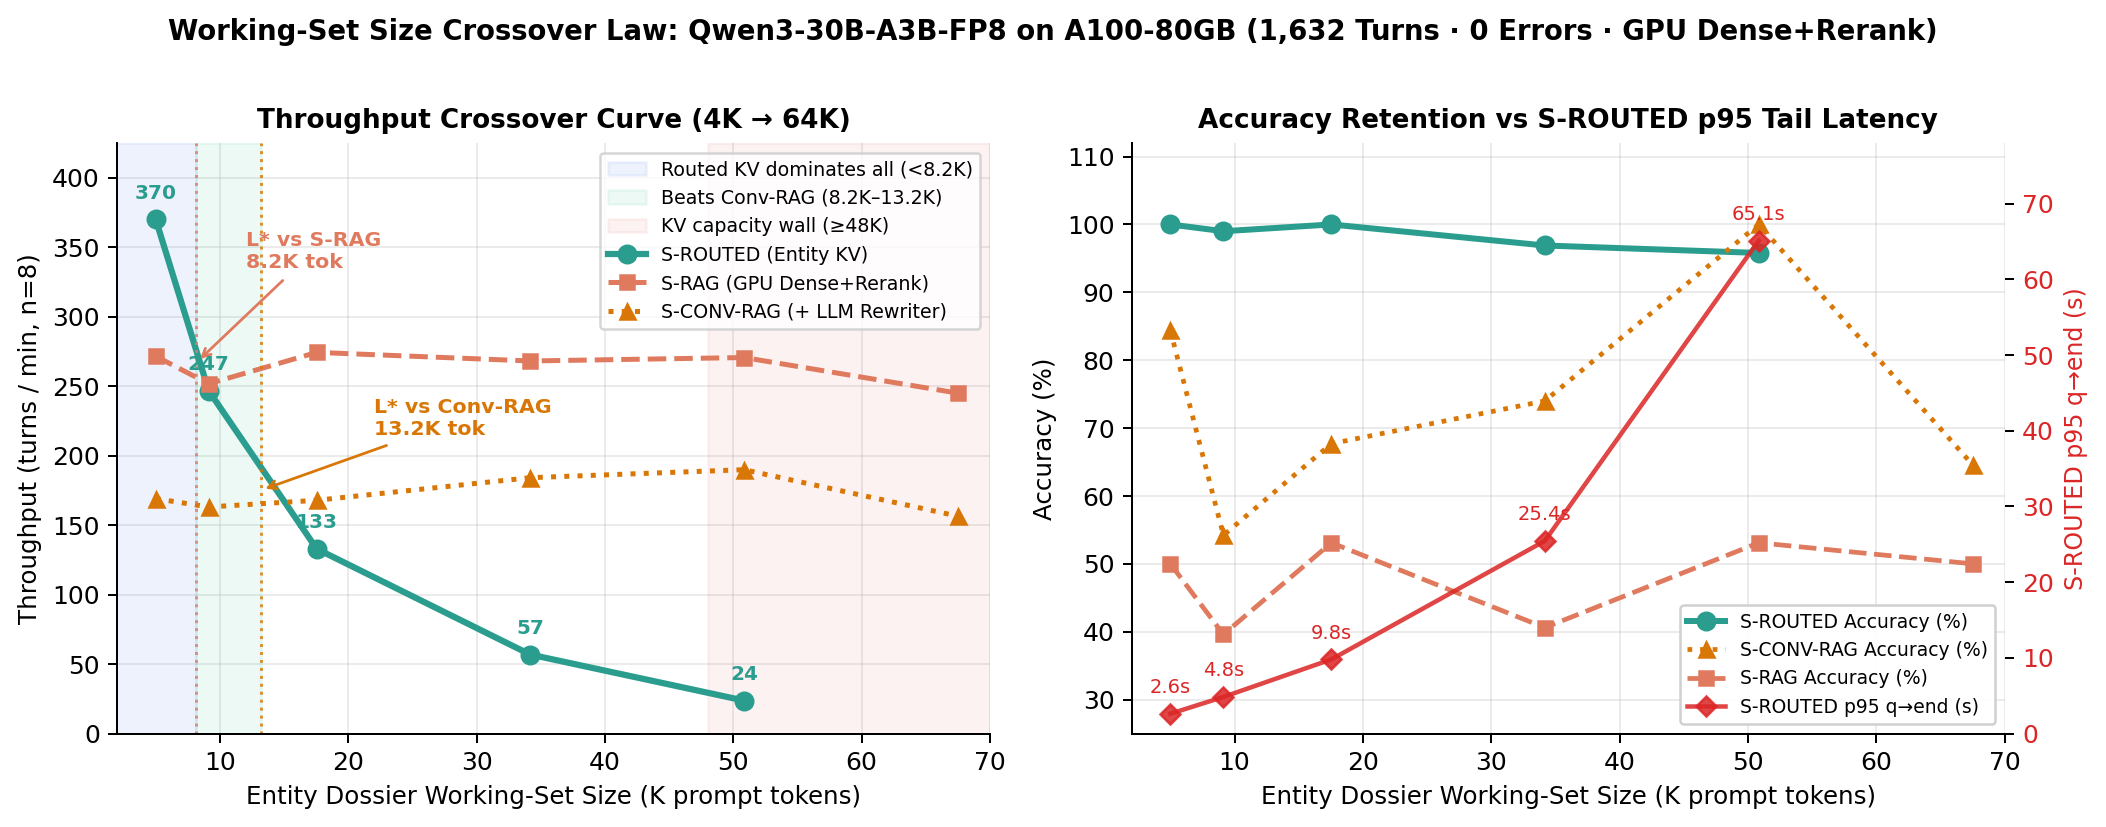 Working-Set Size Crossover Law: Qwen3-30B-A3B-FP8 on A100-80GB (1,632 Turns · 0 Errors · GPU Dense+Rerank)
Throughput Crossover Curve (4K → 64K)
Throughput (turns / min, n=8)
400
350
300
250
200
150
100
50
0
370
247
133
57
24
L* vs S-RAG
8.2K tok
L* vs Conv-RAG
13.2K tok
Routed KV dominates all (<8.2K)
Beats Conv-RAG (8.2K–13.2K)
KV capacity wall (≥48K)
S-ROUTED (Entity KV)
S-RAG (GPU Dense+Rerank)
S-CONV-RAG (+ LLM Rewriter)
10 20 30 40 50 60 70
Entity Dossier Working-Set Size (K prompt tokens)
Accuracy Retention vs S-ROUTED p95 Tail Latency
Accuracy (%)
110
100
90
80
70
60
50
40
30
2.6s
4.8s
9.8s
25.4s
65.1s
S-ROUTED Accuracy (%)
S-CONV-RAG Accuracy (%)
S-RAG Accuracy (%)
S-ROUTED p95 q→end (s)
70
60
50
40
30
20
10
0
S-ROUTED p95 q→end (s)
10 20 30 40 50 60 70
Entity Dossier Working-Set Size (K prompt tokens)